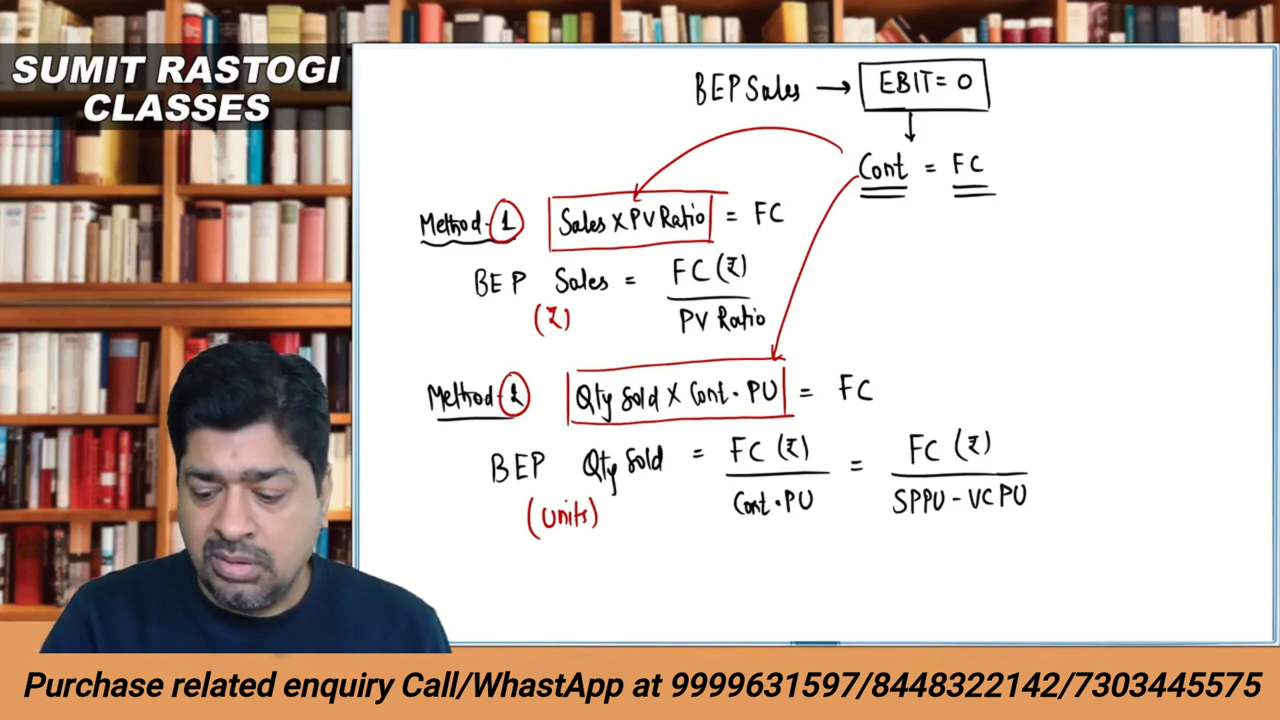 SUMIT RASTOGI
CLASSES
BEP Sales → EBIT = 0
Cont = FC
Method-1 Sales X PV Ratio = FC
BEP Sales = FC (₹)
(₹) PV Ratio
Method-2 Qty Sold X Cont. PU = FC
BEP Qty Sold = FC (₹) = FC (₹)
(Units) Cont. PU SPPU - VCPU
Purchase related enquiry Call/WhastApp at 9999631597/8448322142/7303445575